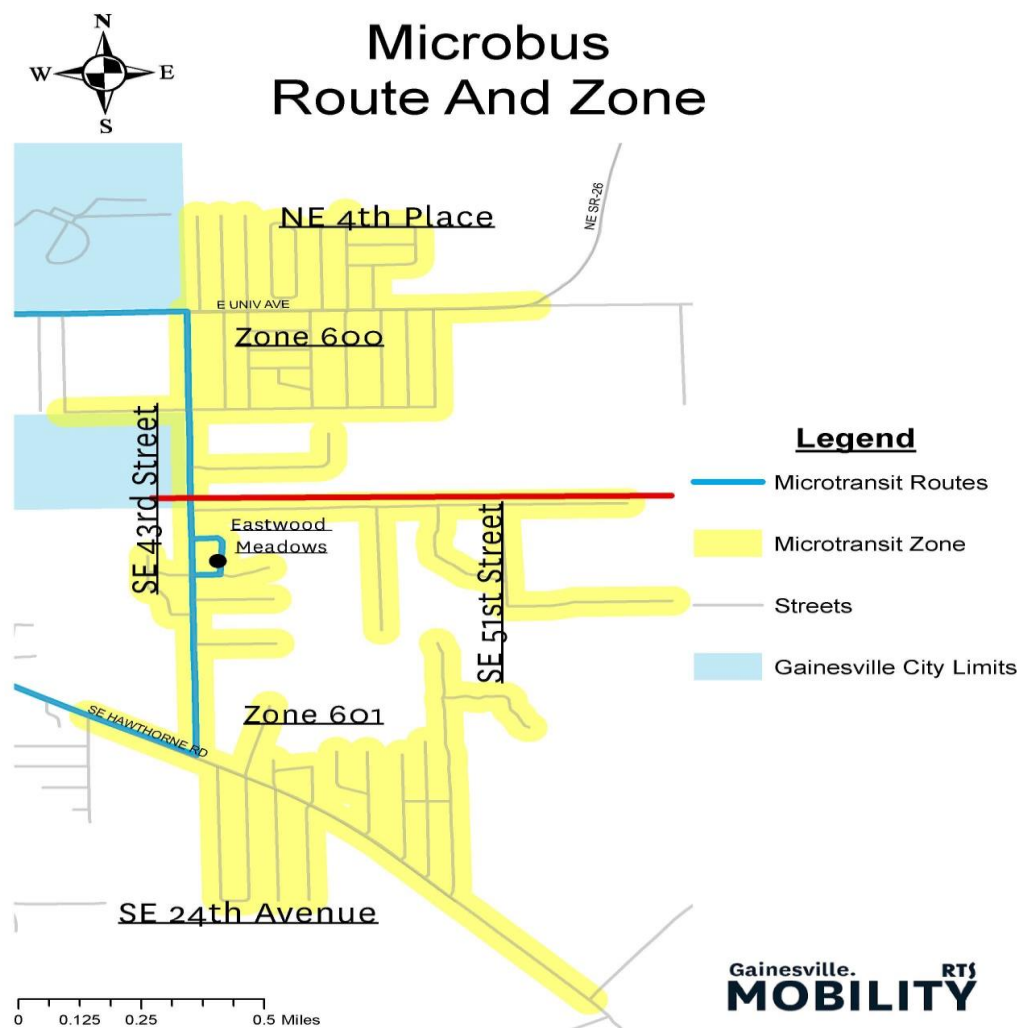 N
W E
S
Microbus
Route And Zone
NE 4th Place
NE SR-26
E UNIV AVE
Zone 600
SE 43rd Street
Legend
Microtransit Routes
Eastwood
Meadows
SE 51st Street
Microtransit Zone
Streets
Gainesville City Limits
Zone 601
SE HAWTHORNE RD
SE 24th Avenue
Gainesville. RTS
MOBILITY
0 0.125 0.25 0.5 Miles